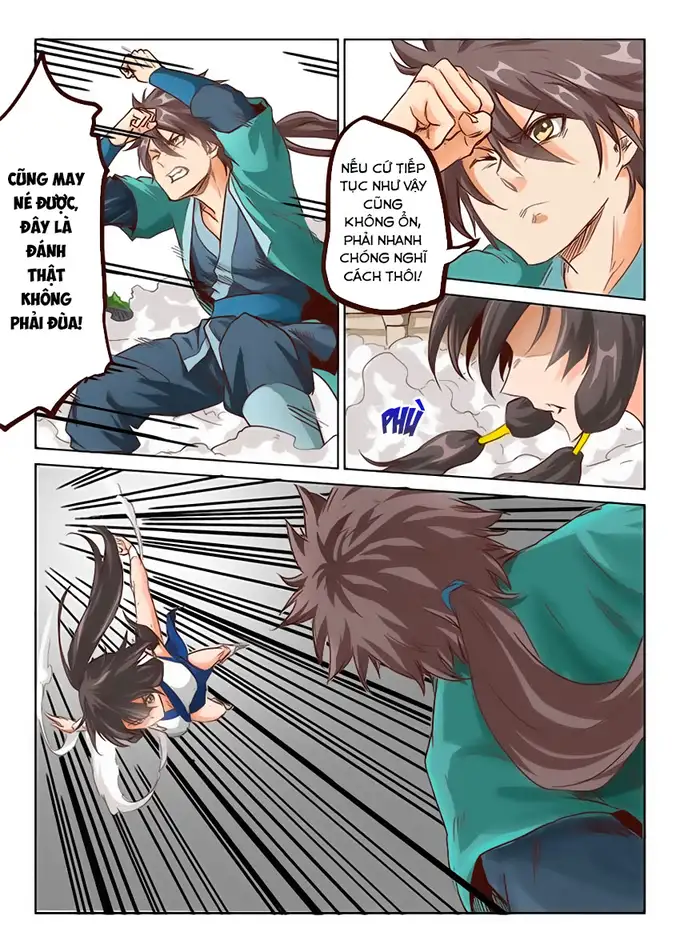 CŨNG MAY
NÉ ĐƯỢC,
ĐÂY LÀ
ĐÁNH
THẬT
KHÔNG
PHẢI ĐÙA!
NẾU CỨ TIẾP
TỤC NHƯ VẬY
CŨNG
KHÔNG ỔN,
PHẢI NHANH
CHỐNG NGHĨ
CÁCH THÔI!
PHÙ